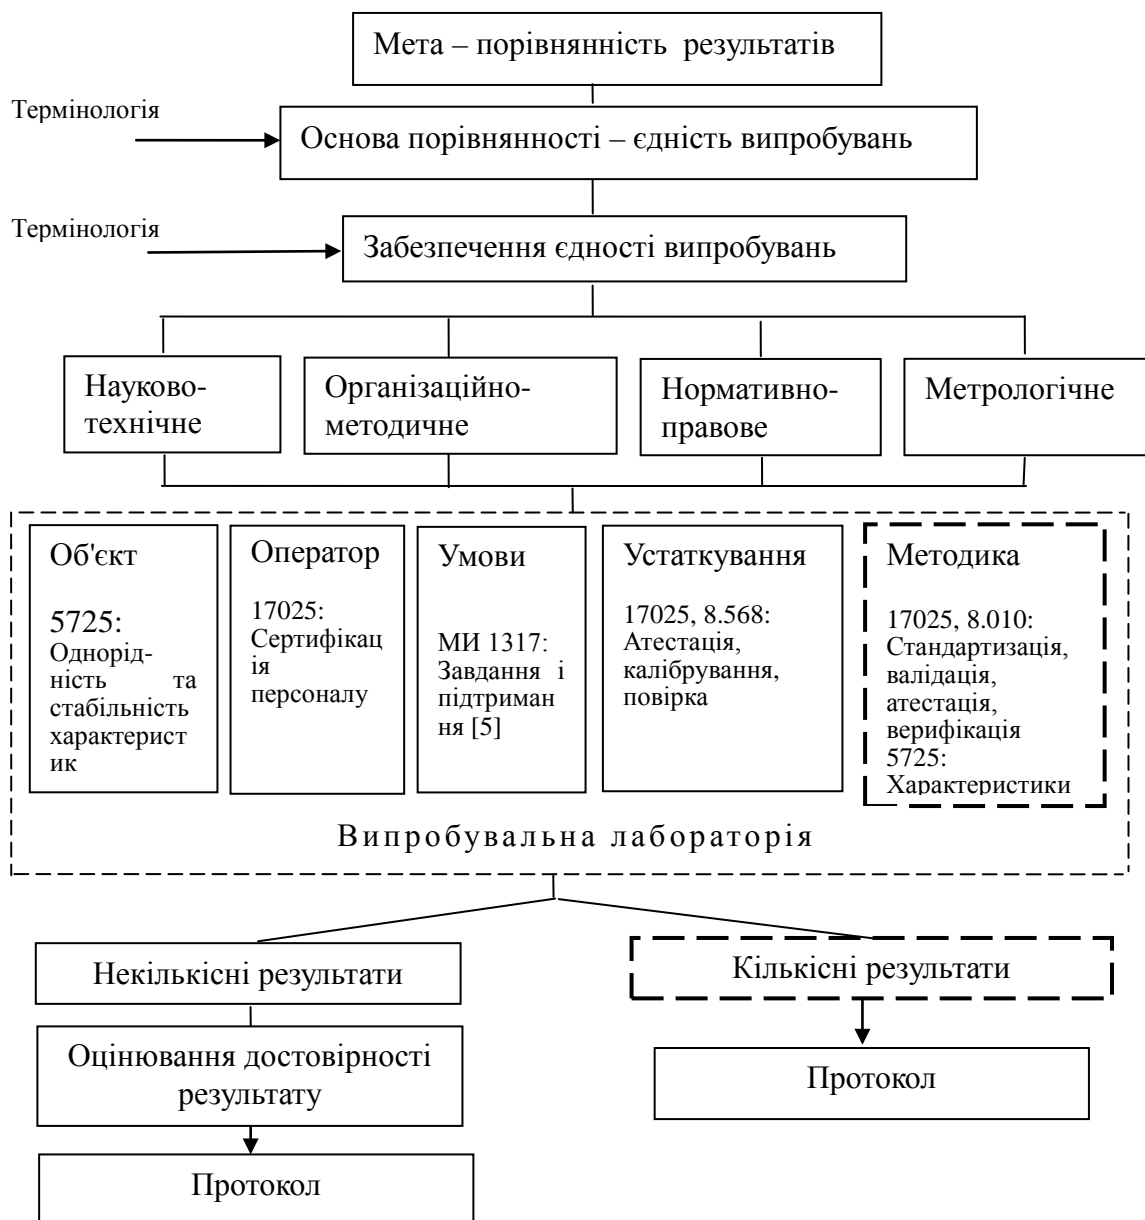 Мета – порівнянність результатів
Термінологія
Основа порівнянності – єдність випробувань
Термінологія
Забезпечення єдності випробувань
Науково-
технічне
Організаційно-
методичне
Нормативно-
правове
Метрологічне
Об'єкт
5725:
Однорід-
ність та
стабільність
характерист
ик
Оператор
17025:
Сертифікац
ія
персоналу
Умови
МИ 1317:
Завдання і
підтриман
ня [5]
Устаткування
17025, 8.568:
Атестація,
калібрування,
повірка
Методика
17025, 8.010:
Стандартизація,
валідація,
атестація,
верифікація
5725:
Характеристики
Випробувальна лабораторія
Некількісні результати
Кількісні результати
Оцінювання достовірності
результату
Протокол
Протокол